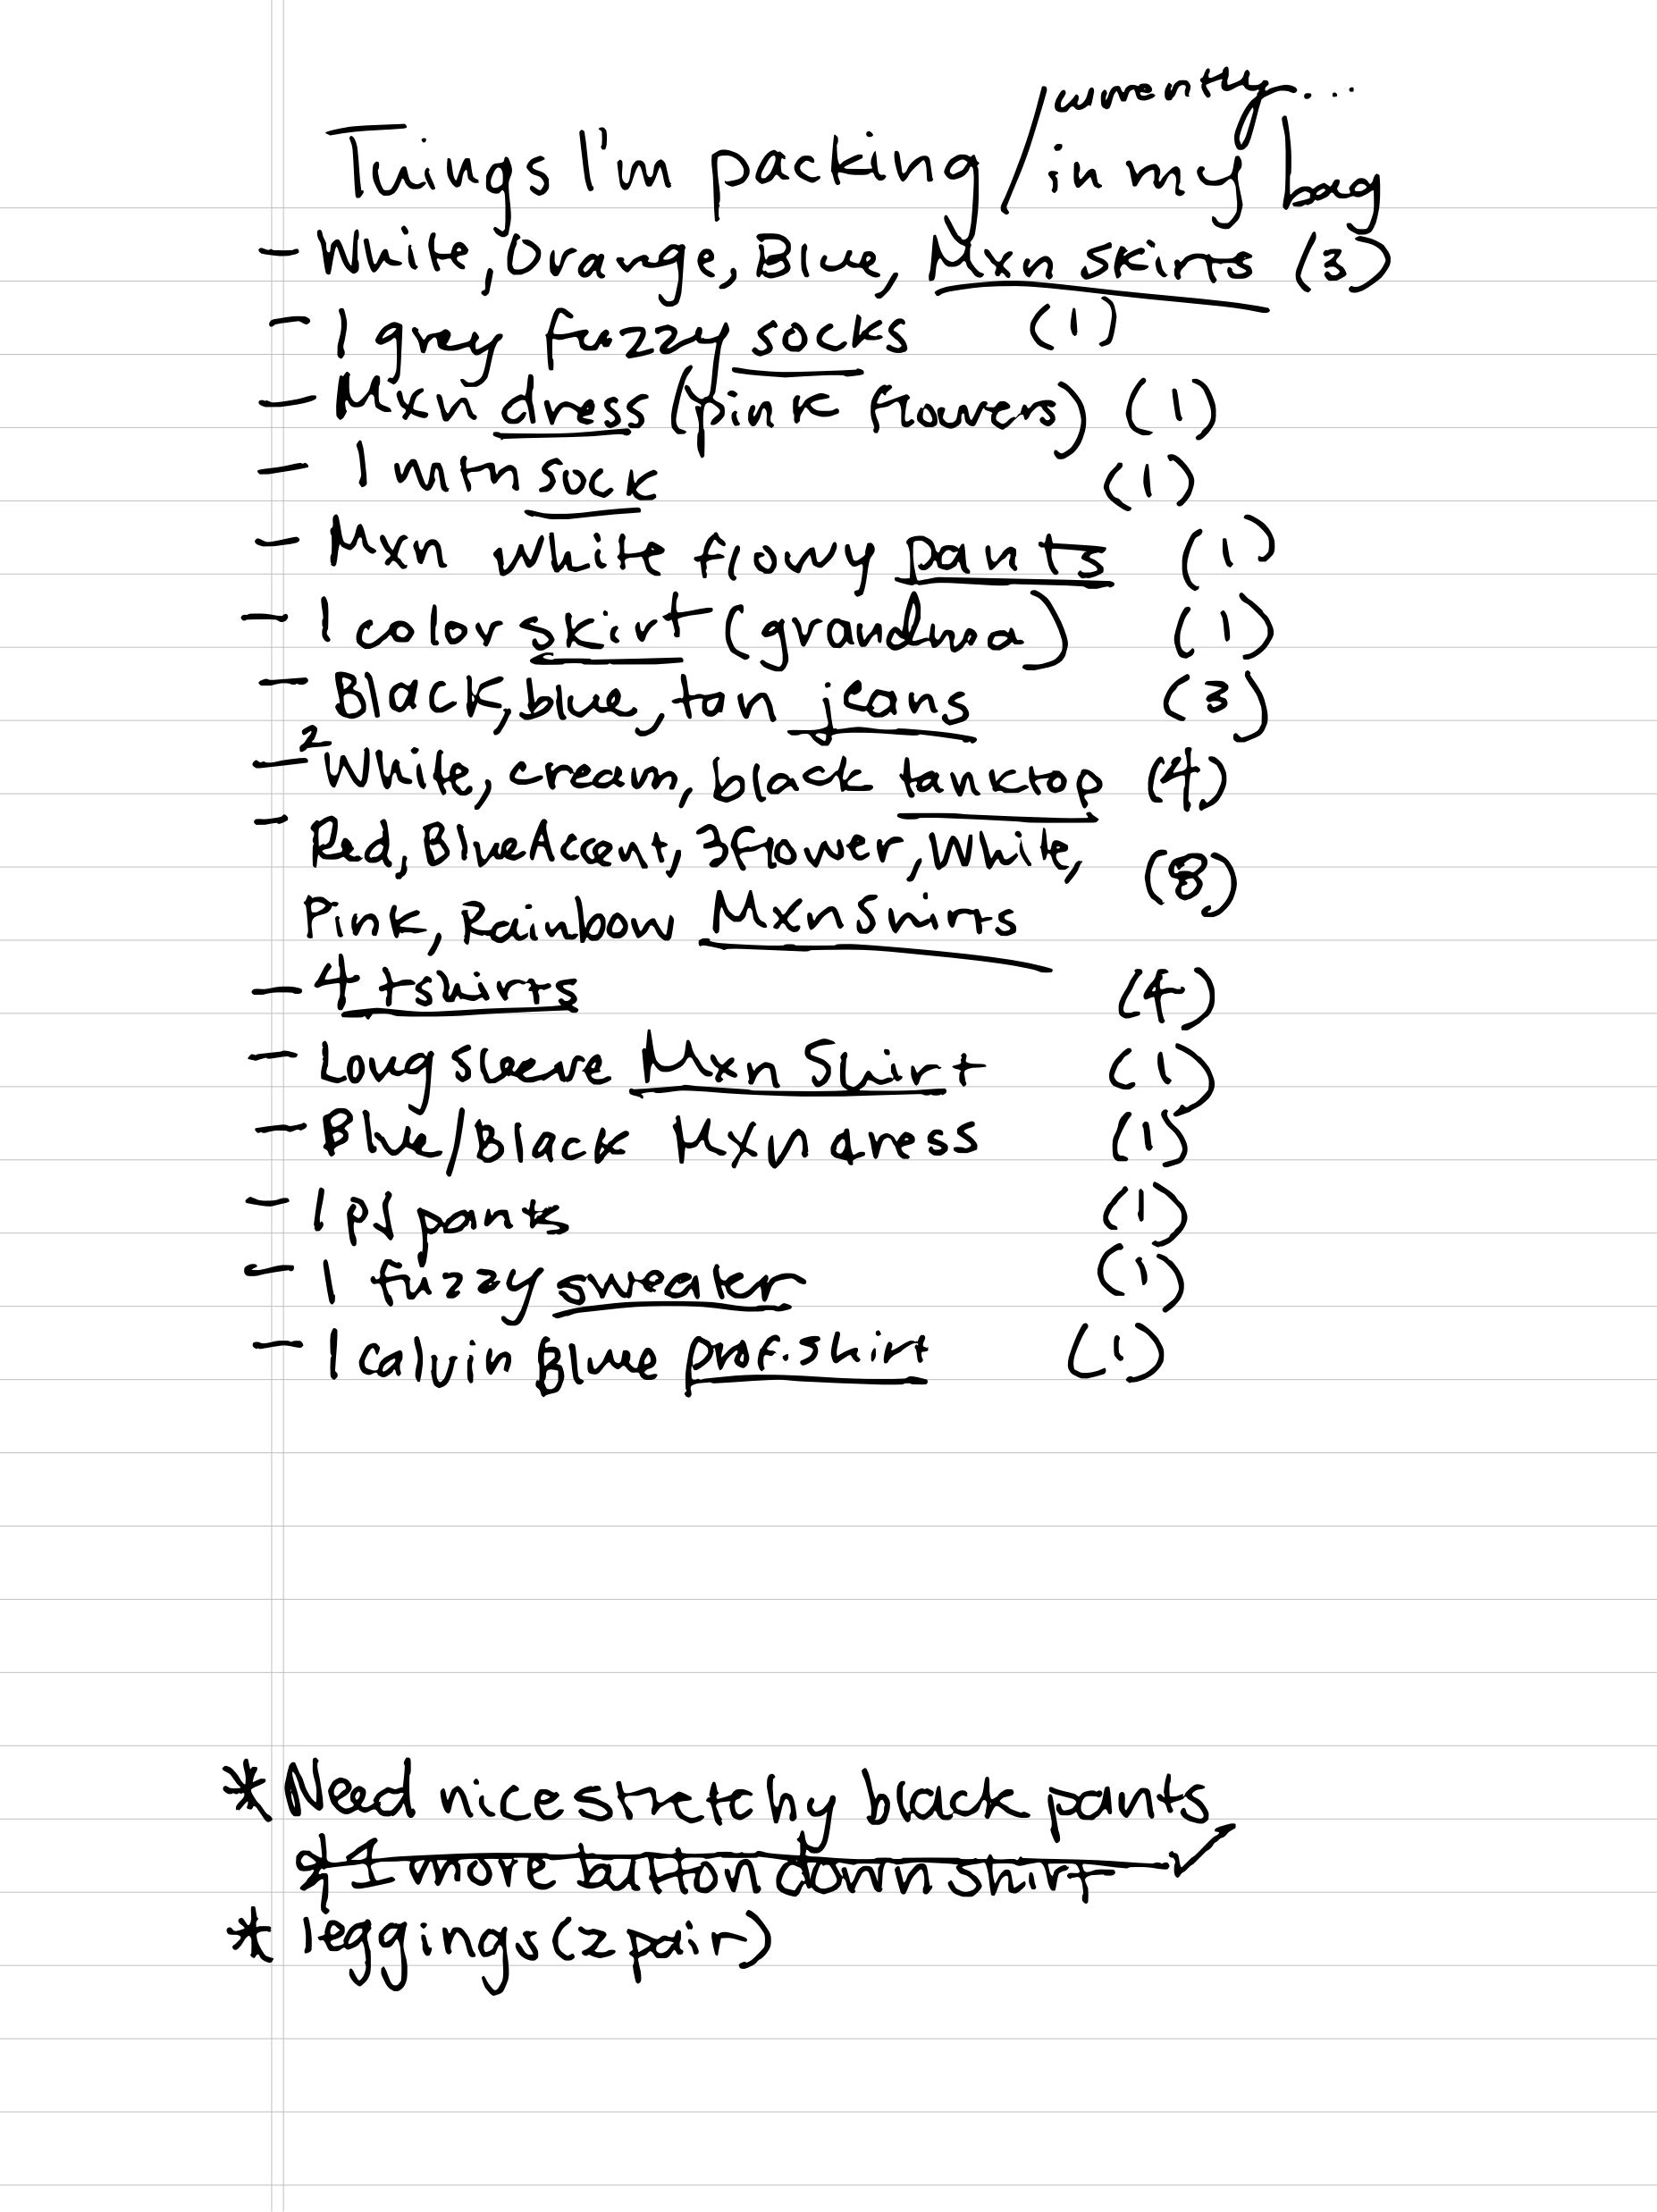 currently...
Things I'm packing/in my bag
- White, Orange, Blue, Mxn skirts (3)
- 1 grey fuzzy socks (1)
- Mxn dress (pink flowers) (1)
- 1 mtn sock (1)
- Mxn white flowy pants (1)
- 1 color skirt (grandma) (1)
- Black, blue, tan jeans (3)
- 2 White, cream, black tanktop (4)
- Red, Blue Accent, 3 flower, White, (8)
Pink, Rainbow Mxn Shirts
- 4 tshirts (4)
- Long sleeve Mxn Shirt (1)
- Blue/Black Mxn dress (1)
- 1 pJ pants (1)
- 1 fuzzy sweater (1)
- 1 calvin Blue prof. shirt (1)
* Need nice stretchy black pants
* 1 more button down shirt
* leggings (2 pair)